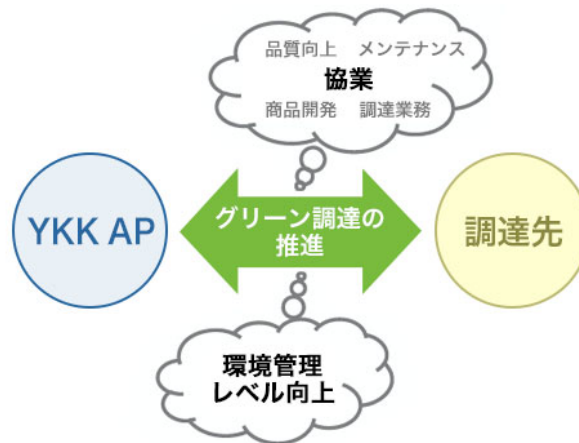 品質向上 メンテナンス
協業
商品開発 調達業務
YKK AP
グリーン調達の
推進
調達先
環境管理
レベル向上